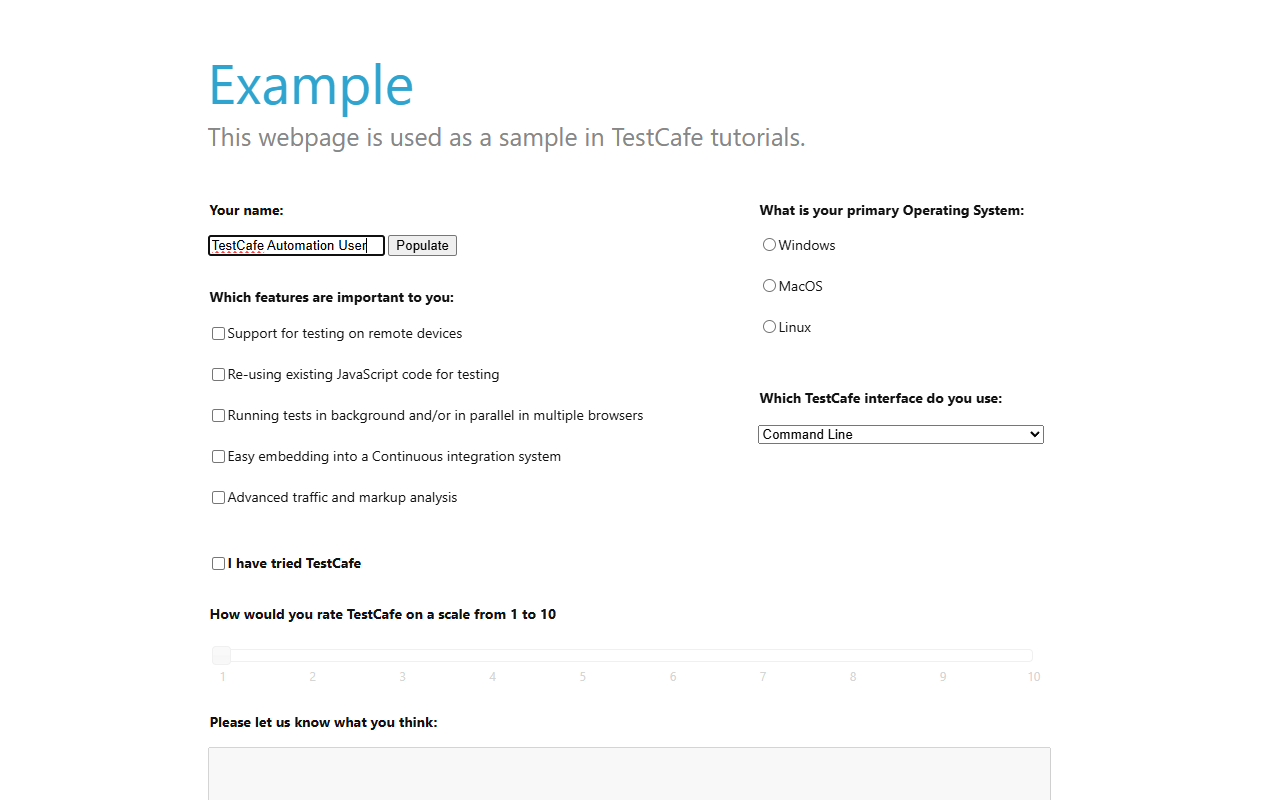 Example
This webpage is used as a sample in TestCafe tutorials.
Your name:
TestCafe Automation User Populate
Which features are important to you:
Support for testing on remote devices
Re-using existing JavaScript code for testing
Running tests in background and/or in parallel in multiple browsers
Easy embedding into a Continuous integration system
Advanced traffic and markup analysis
I have tried TestCafe
What is your primary Operating System:
Windows
MacOS
Linux
Which TestCafe interface do you use:
Command Line
How would you rate TestCafe on a scale from 1 to 10
1 2 3 4 5 6 7 8 9 10
Please let us know what you think: